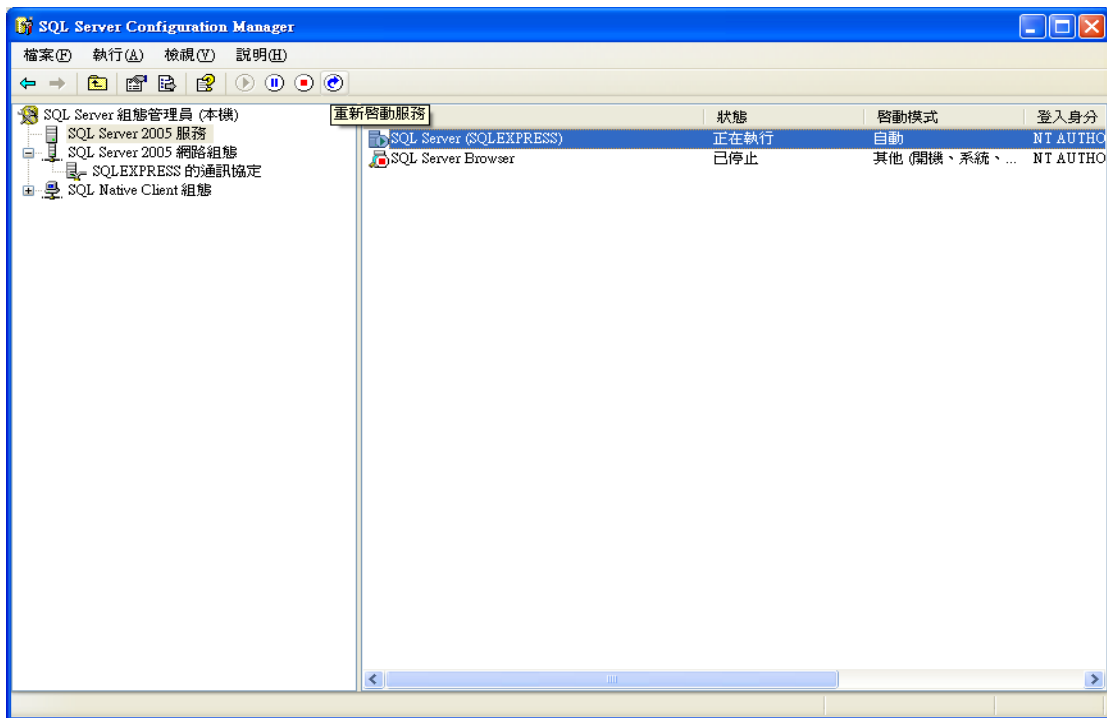 SQL Server Configuration Manager
檔案(F) 執行(A) 檢視(V) 說明(H)
重新啓動服務
SQL Server 組態管理員 (本機)
SQL Server 2005 服務
SQL Server 2005 網路組態
SQLEXPRESS 的通訊協定
SQL Native Client 組態
狀態 啓動模式 登入身分
SQL Server (SQLEXPRESS) 正在執行 自動 NT AUTHO
SQL Server Browser 已停止 其他 (開機、系統、... NT AUTHO